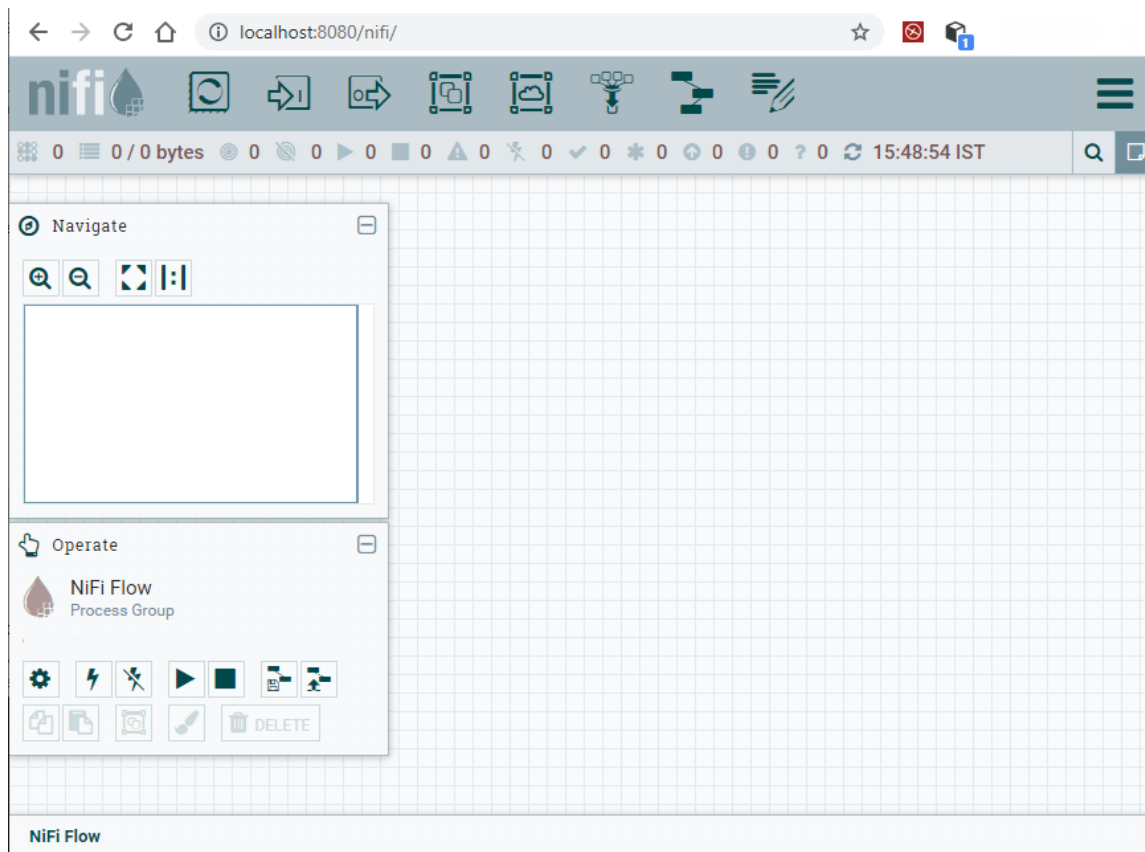 localhost:8080/nifi/
1
nifi
0 0 / 0 bytes 0 0 0 0 0 0 0 0 0 0 ? 0 15:48:54 IST
Navigate
Operate
NiFi Flow
Process Group
DELETE
NiFi Flow